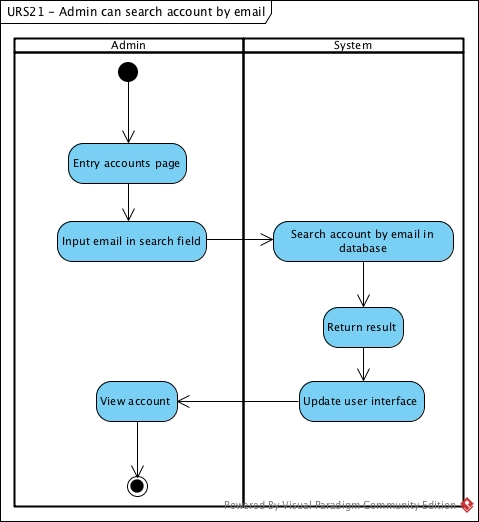 URS21 - Admin can search account by email
Admin
System
Entry accounts page
Input email in search field
Search account by email in
database
Return result
View account
Update user interface
Powered By Visual Paradigm Community Edition